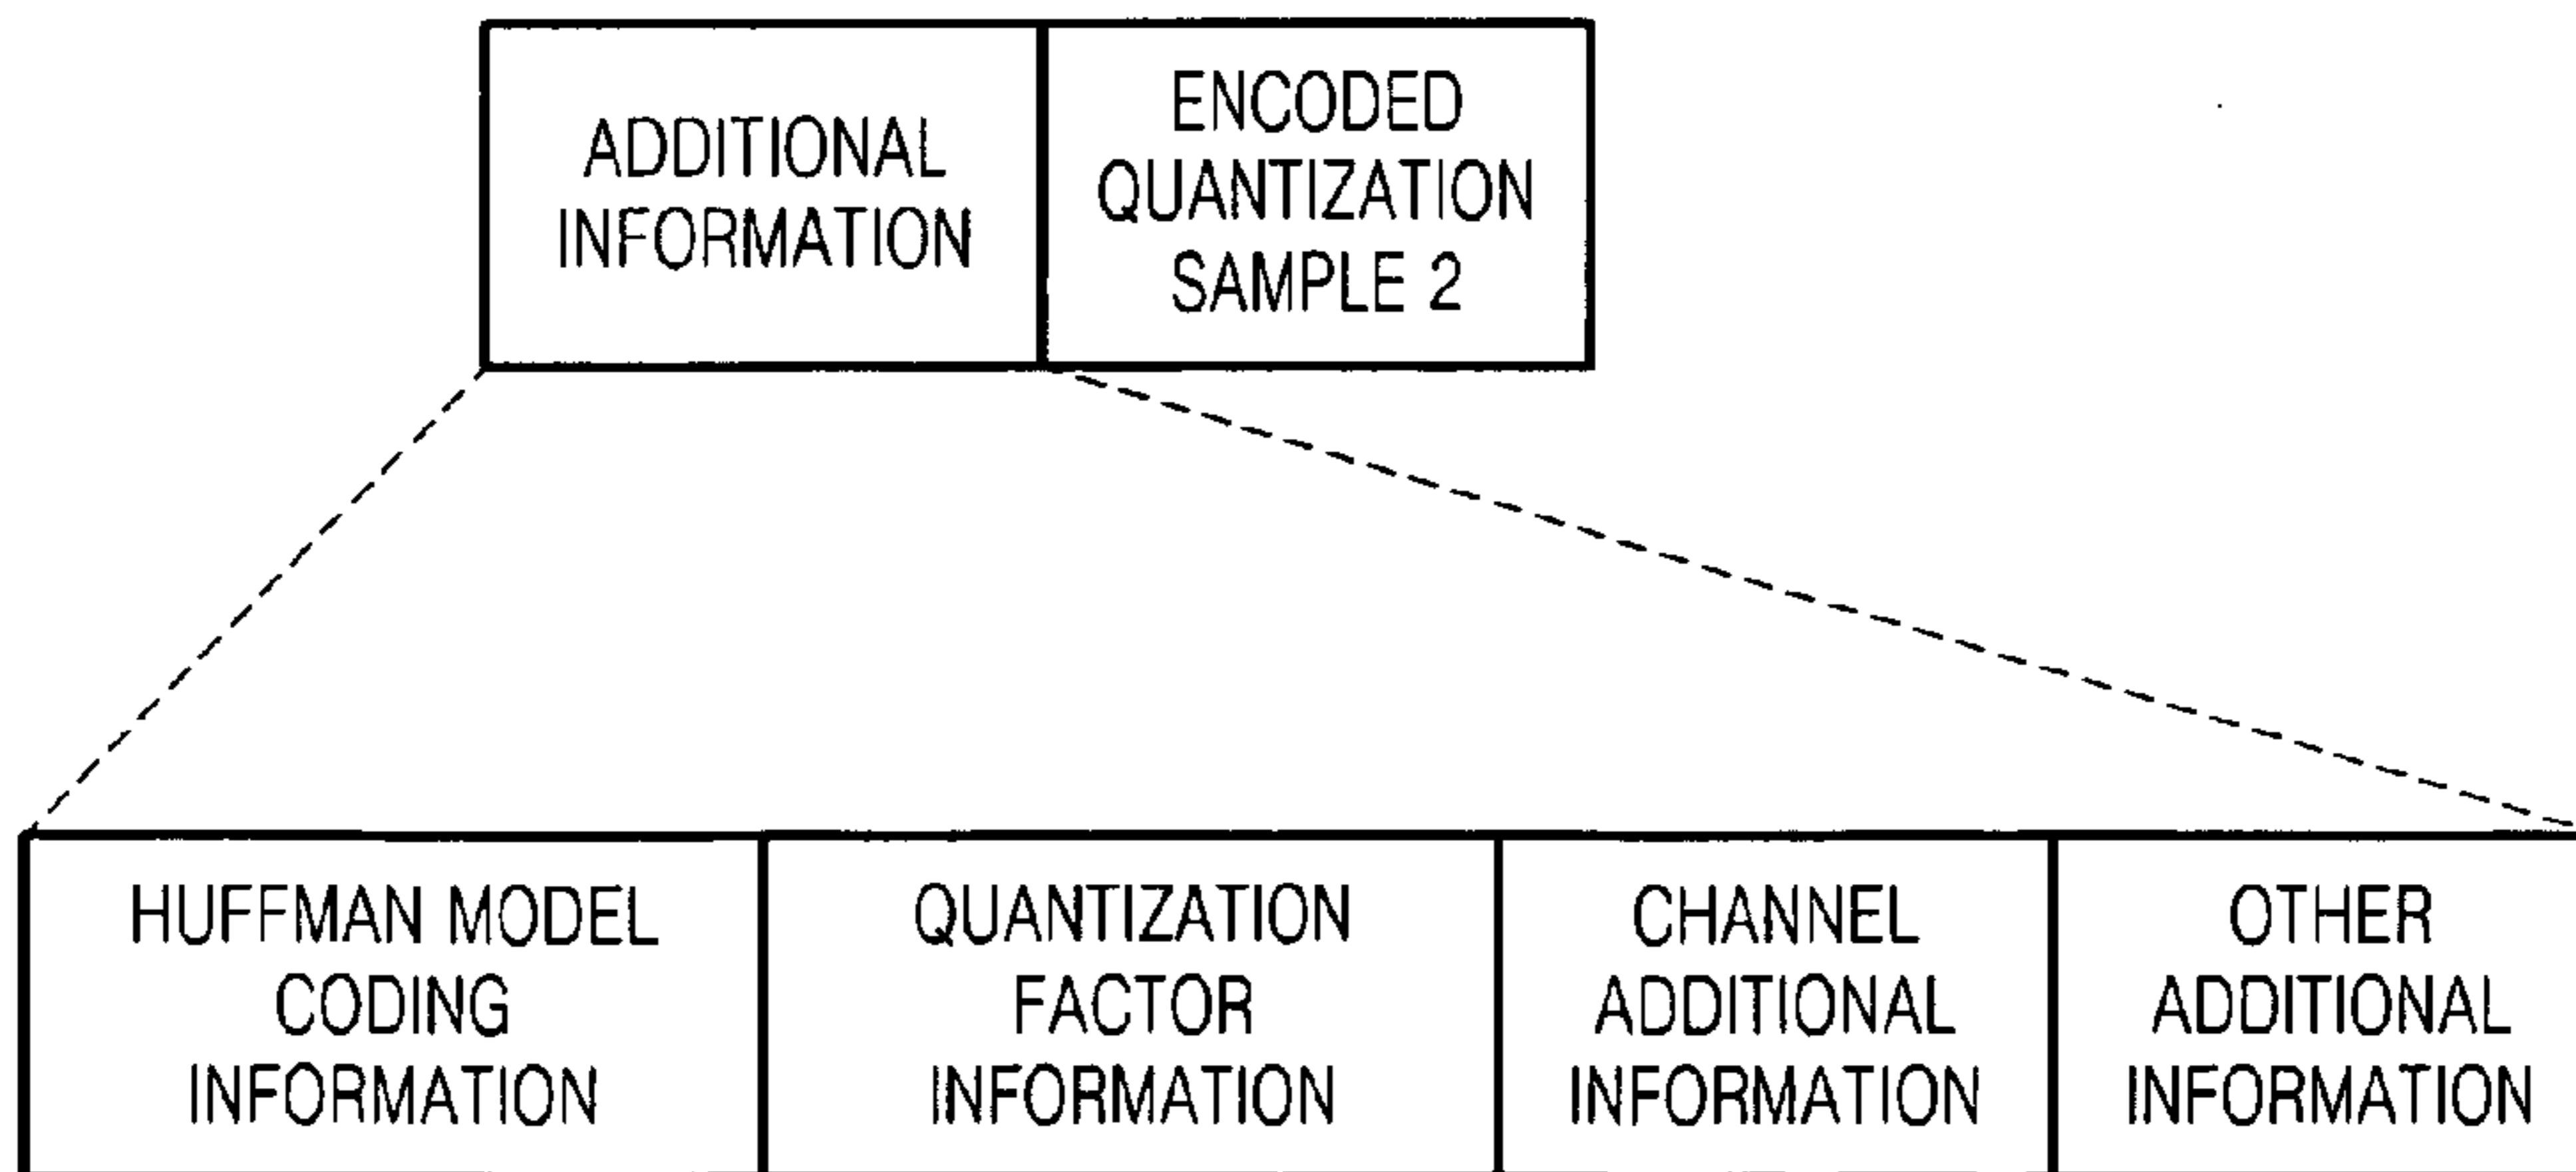 ADDITIONAL
INFORMATION
ENCODED
QUANTIZATION
SAMPLE 2
HUFFMAN MODEL
CODING
INFORMATION
QUANTIZATION
FACTOR
INFORMATION
CHANNEL
ADDITIONAL
INFORMATION
OTHER
ADDITIONAL
INFORMATION